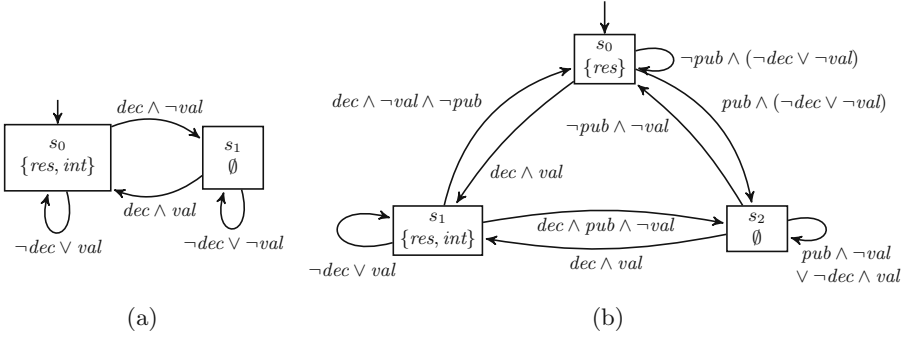 s₀
{res, int}
s₁
∅
dec ∧ ¬val
dec ∧ val
¬dec ∨ val
¬dec ∨ ¬val
(a)
s₀
{res}
¬pub ∧ (¬dec ∨ ¬val)
dec ∧ ¬val ∧ ¬pub
pub ∧ (¬dec ∨ ¬val)
¬pub ∧ ¬val
dec ∧ val
s₁
{res, int}
s₂
∅
dec ∧ pub ∧ ¬val
dec ∧ val
¬dec ∨ val
pub ∧ ¬val
∨ ¬dec ∧ val
(b)